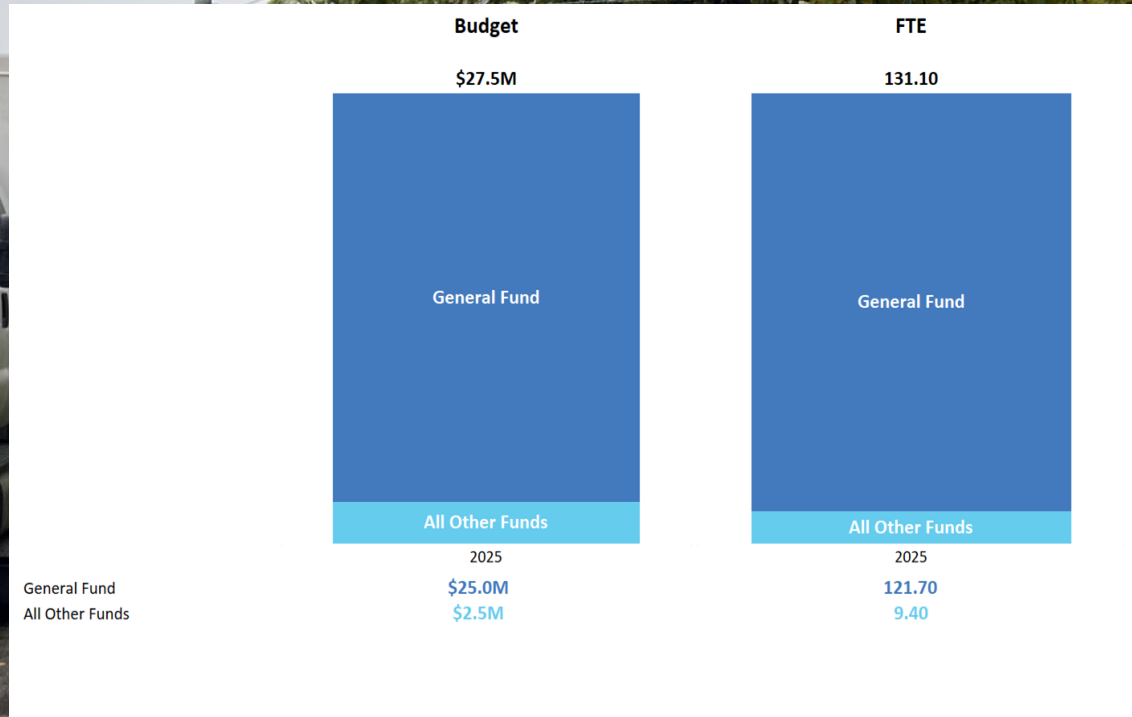 Budget FTE
$27.5M 131.10
General Fund General Fund
All Other Funds All Other Funds
2025 2025
General Fund $25.0M 121.70
All Other Funds $2.5M 9.40